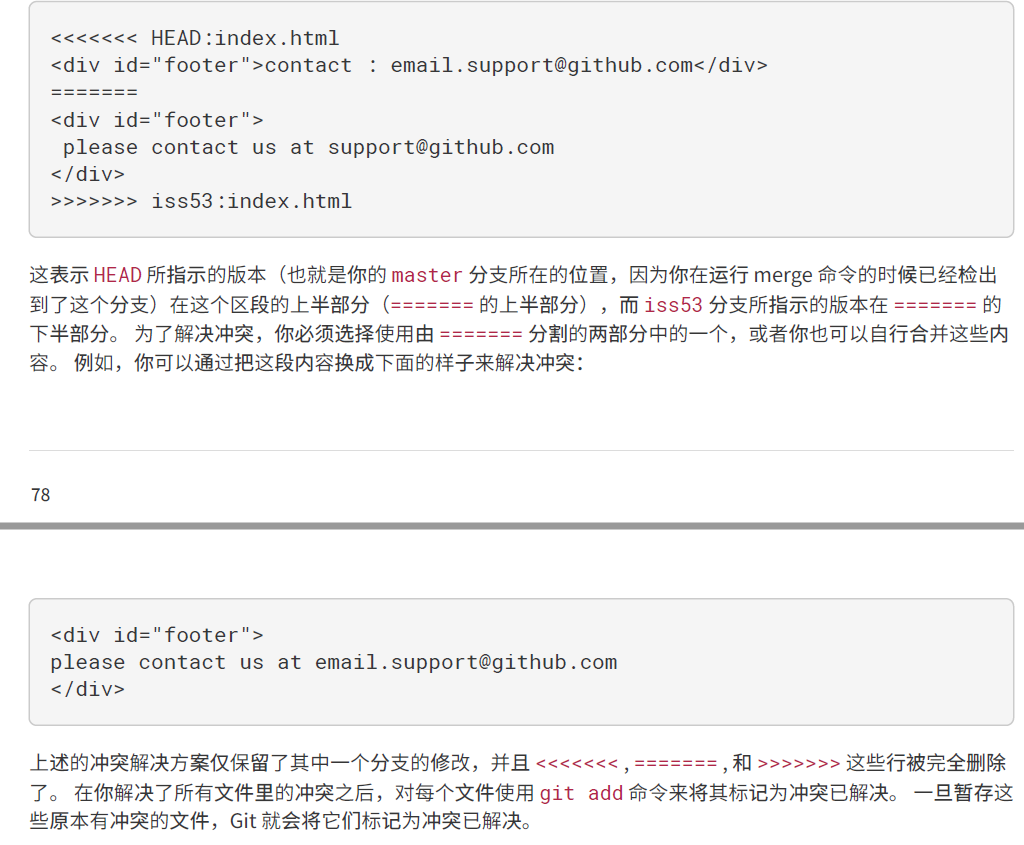 <<<<<<< HEAD:index.html
<div id="footer">contact : email.support@github.com</div>
=======
<div id="footer">
 please contact us at support@github.com
</div>
>>>>>>> iss53:index.html
这表示 HEAD 所指示的版本（也就是你的 master 分支所在的位置，因为你在运行 merge 命令的时候已经检出
到了这个分支）在这个区段的上半部分（======= 的上半部分），而 iss53 分支所指示的版本在 ======= 的
下半部分。 为了解决冲突，你必须选择使用由 ======= 分割的两部分中的一个，或者你也可以自行合并这些内
容。 例如，你可以通过把这段内容换成下面的样子来解决冲突：
78
<div id="footer">
please contact us at email.support@github.com
</div>
上述的冲突解决方案仅保留了其中一个分支的修改，并且 <<<<<<< , ======= , 和 >>>>>>> 这些行被完全删除
了。 在你解决了所有文件里的冲突之后，对每个文件使用 git add 命令来将其标记为冲突已解决。 一旦暂存这
些原本有冲突的文件，Git 就会将它们标记为冲突已解决。